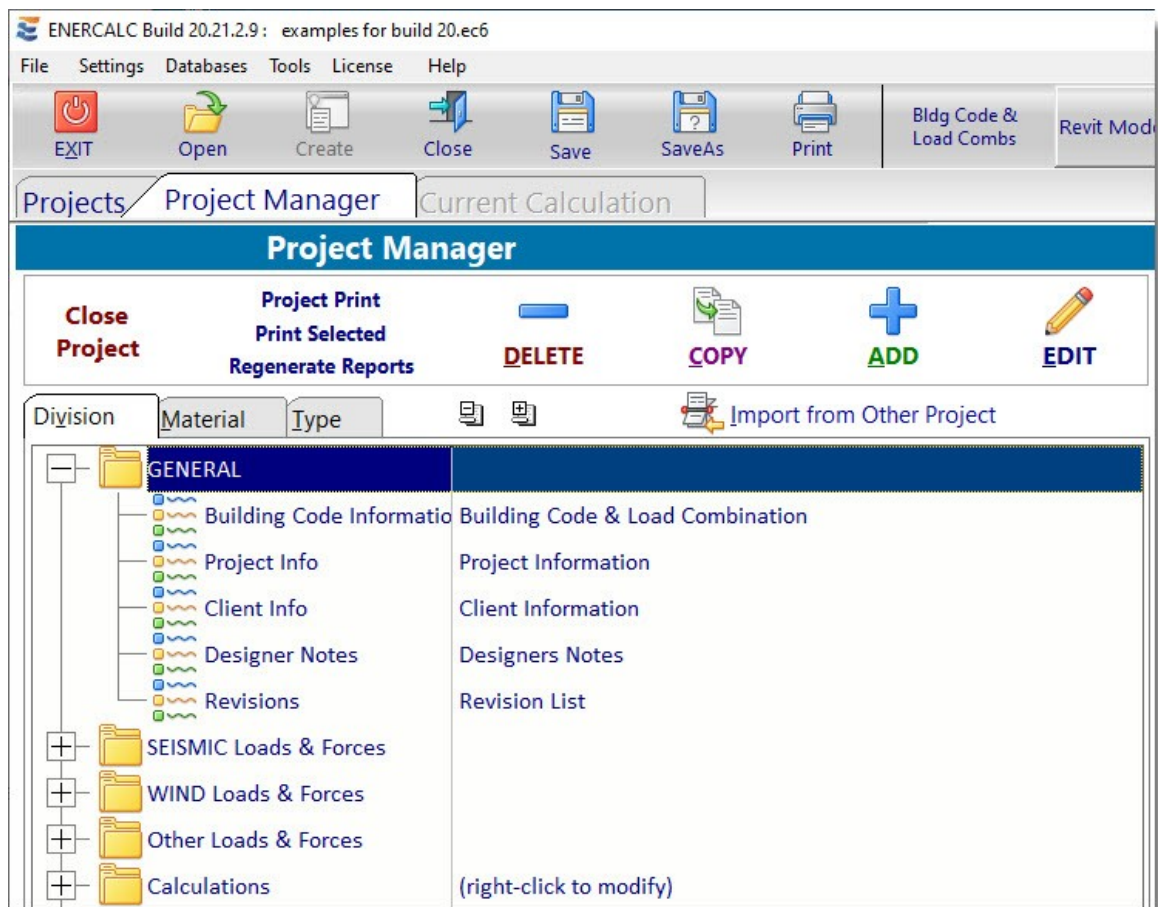 ENERCALC Build 20.21.2.9 : examples for build 20.ec6
File Settings Databases Tools License Help
EXIT Open Create Close Save SaveAs Print Bldg Code & Load Combs Revit Mode
Projects Project Manager Current Calculation
Project Manager
Close Project
Project Print
Print Selected
Regenerate Reports
DELETE COPY ADD EDIT
Division Material Type Import from Other Project
GENERAL
Building Code Informatio Building Code & Load Combination
Project Info Project Information
Client Info Client Information
Designer Notes Designers Notes
Revisions Revision List
SEISMIC Loads & Forces
WIND Loads & Forces
Other Loads & Forces
Calculations (right-click to modify)